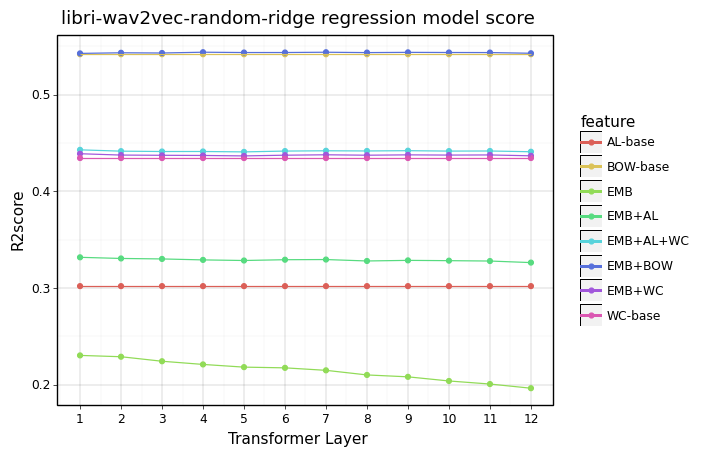 libri-wav2vec-random-ridge regression model score
R2score
0.5
0.4
0.3
0.2
1 2 3 4 5 6 7 8 9 10 11 12
Transformer Layer
feature
AL-base
BOW-base
EMB
EMB+AL
EMB+AL+WC
EMB+BOW
EMB+WC
WC-base